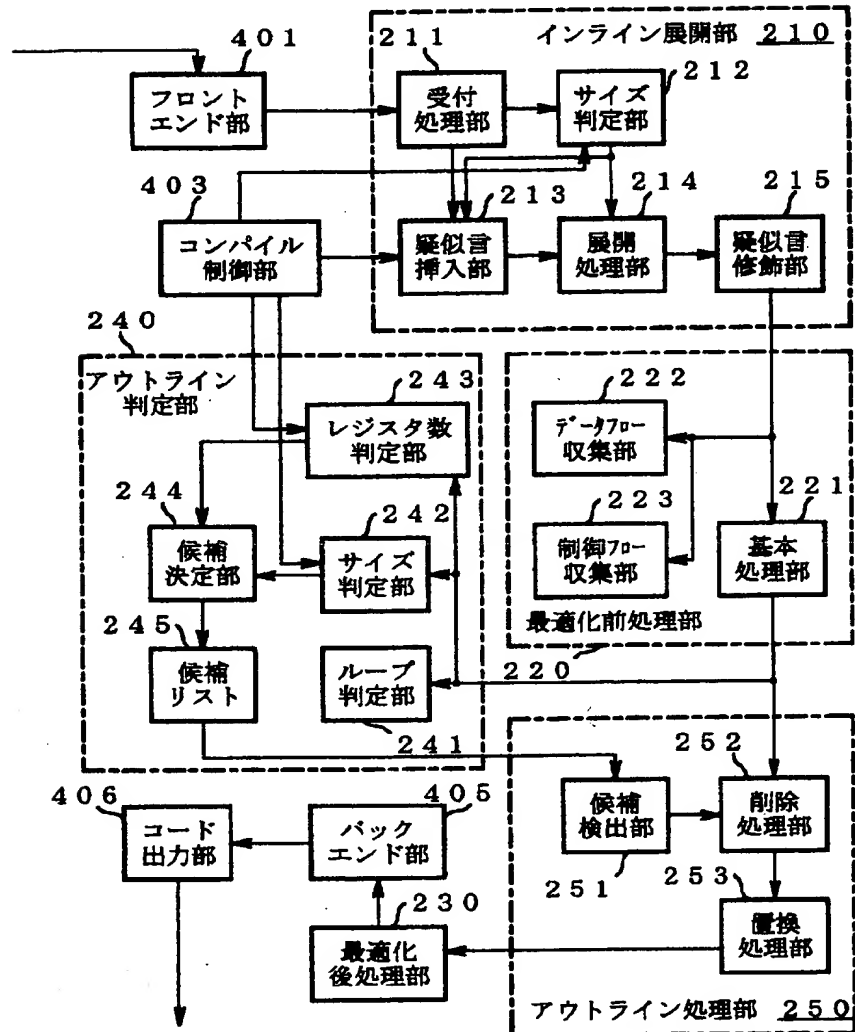 インライン展開部 210
401
211
212
フロント
エンド部
受付
処理部
サイズ
判定部
403
213
214
215
コンパイル
制御部
疑似言
挿入部
展開
処理部
疑似言
修飾部
240
アウトライン
判定部
243
レジスタ数
判定部
222
データフロー
収集部
244
242
223
221
候補
決定部
サイズ
判定部
制御フロー
収集部
基本
処理部
245
最適化前処理部
220
候補
リスト
ループ
判定部
241
252
406
405
コード
出力部
バック
エンド部
候補
検出部
削除
処理部
251
253
230
最適化
後処理部
置換
処理部
アウトライン処理部 250